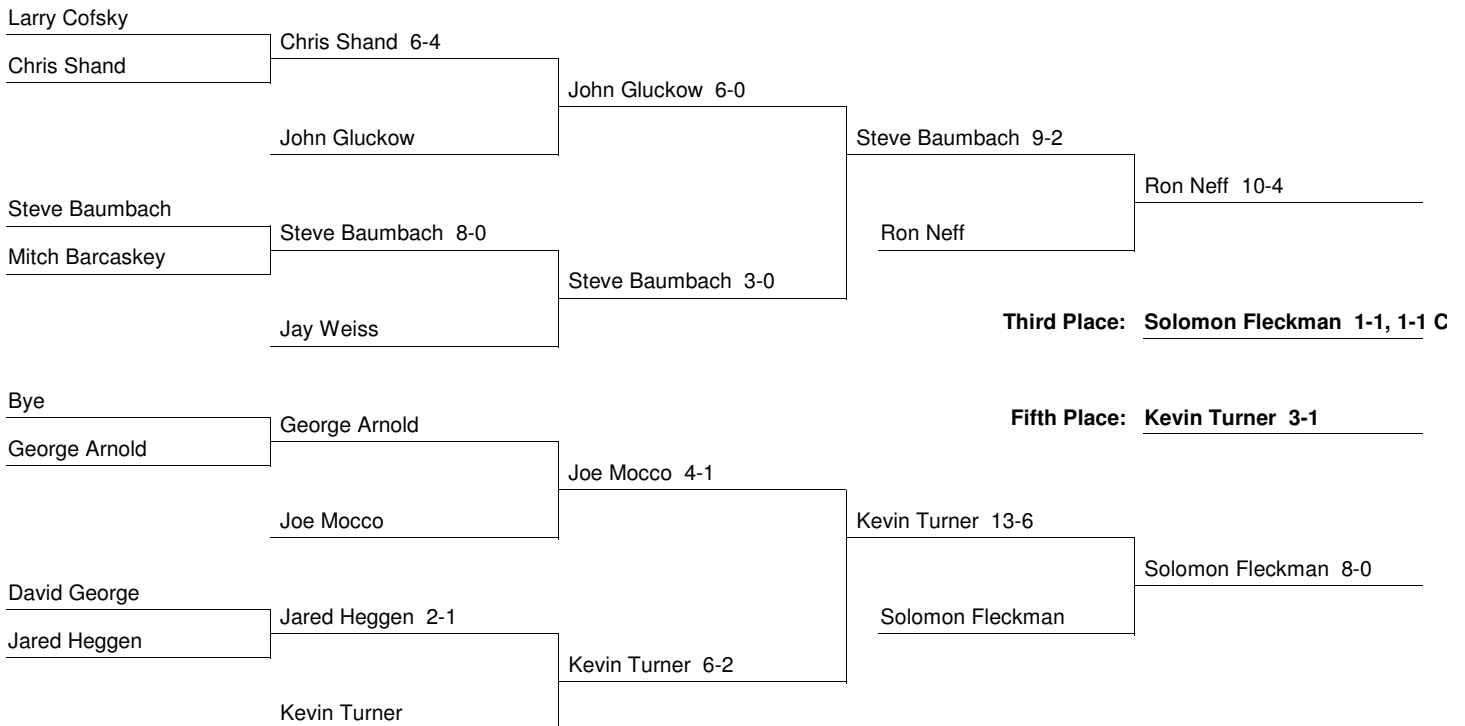 Larry Cofsky
Chris Shand 6-4
Chris Shand
John Gluckow 6-0
John Gluckow
Steve Baumbach 9-2
Ron Neff 10-4
Steve Baumbach
Steve Baumbach 8-0
Ron Neff
Mitch Barcaskey
Steve Baumbach 3-0
Jay Weiss
Third Place: Solomon Fleckman 1-1, 1-1 C
Bye
George Arnold
Fifth Place: Kevin Turner 3-1
George Arnold
Joe Mocco 4-1
Joe Mocco
Kevin Turner 13-6
Solomon Fleckman 8-0
David George
Jared Heggen 2-1
Solomon Fleckman
Jared Heggen
Kevin Turner 6-2
Kevin Turner